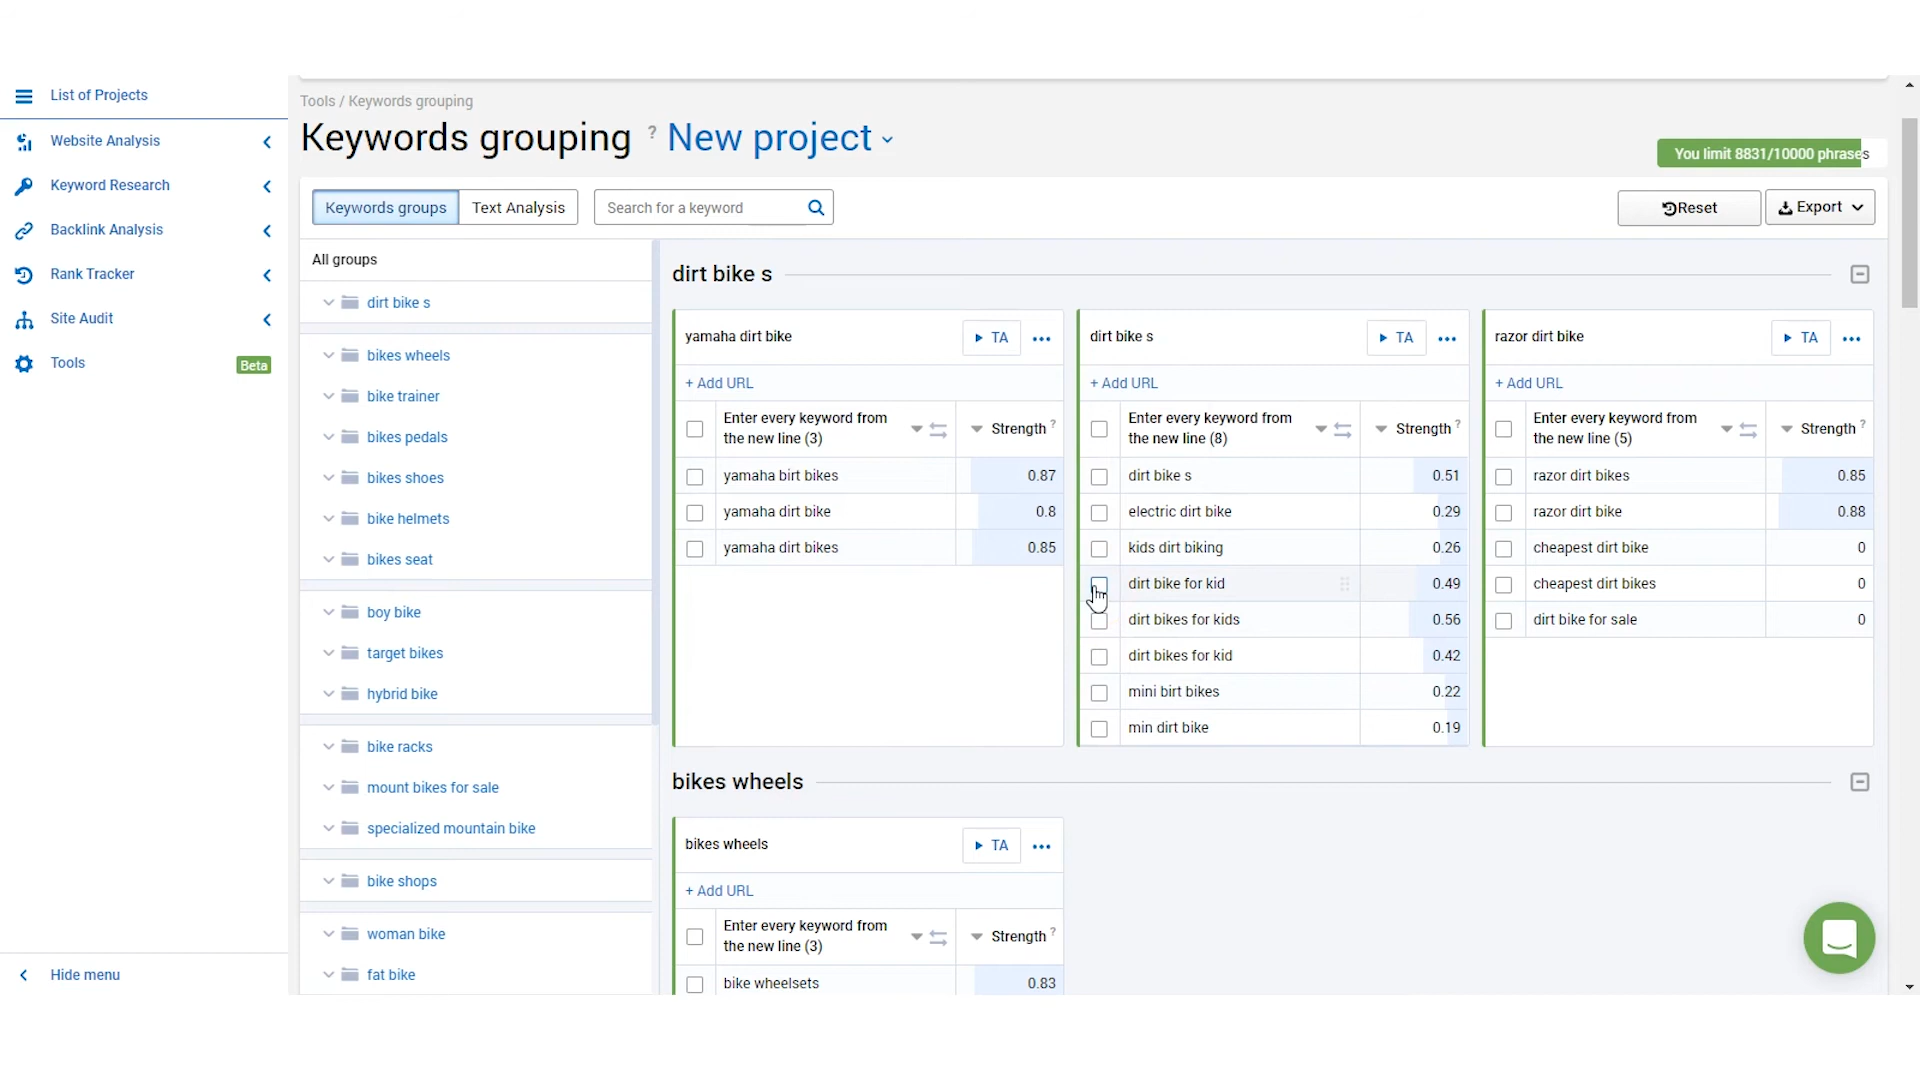 List of Projects
Website Analysis
Keyword Research
Backlink Analysis
Rank Tracker
Site Audit
Tools
Beta
Hide menu
Tools / Keywords grouping
Keywords grouping ? New project
You limit 8831/10000 phrases
Keywords groups
Text Analysis
Search for a keyword
Reset
Export
All groups
dirt bike s
bikes wheels
bike trainer
bikes pedals
bikes shoes
bike helmets
bikes seat
boy bike
target bikes
hybrid bike
bike racks
mount bikes for sale
specialized mountain bike
bike shops
woman bike
fat bike
dirt bike s
yamaha dirt bike
TA
+ Add URL
Enter every keyword from
the new line (3)
Strength ?
yamaha birt bikes 0.87
yamaha dirt bike 0.8
yamaha dirt bikes 0.85
dirt bike s
TA
+ Add URL
Enter every keyword from
the new line (8)
Strength ?
dirt bike s 0.51
electric dirt bike 0.29
kids dirt biking 0.26
dirt bike for kid 0.49
dirt bikes for kids 0.56
dirt bikes for kid 0.42
mini birt bikes 0.22
min dirt bike 0.19
razor dirt bike
TA
+ Add URL
Enter every keyword from
the new line (5)
Strength ?
razor dirt bikes 0.85
razor dirt bike 0.88
cheapest dirt bike 0
cheapest dirt bikes 0
dirt bike for sale 0
bikes wheels
bikes wheels
TA
+ Add URL
Enter every keyword from
the new line (3)
Strength ?
bike wheelsets 0.83